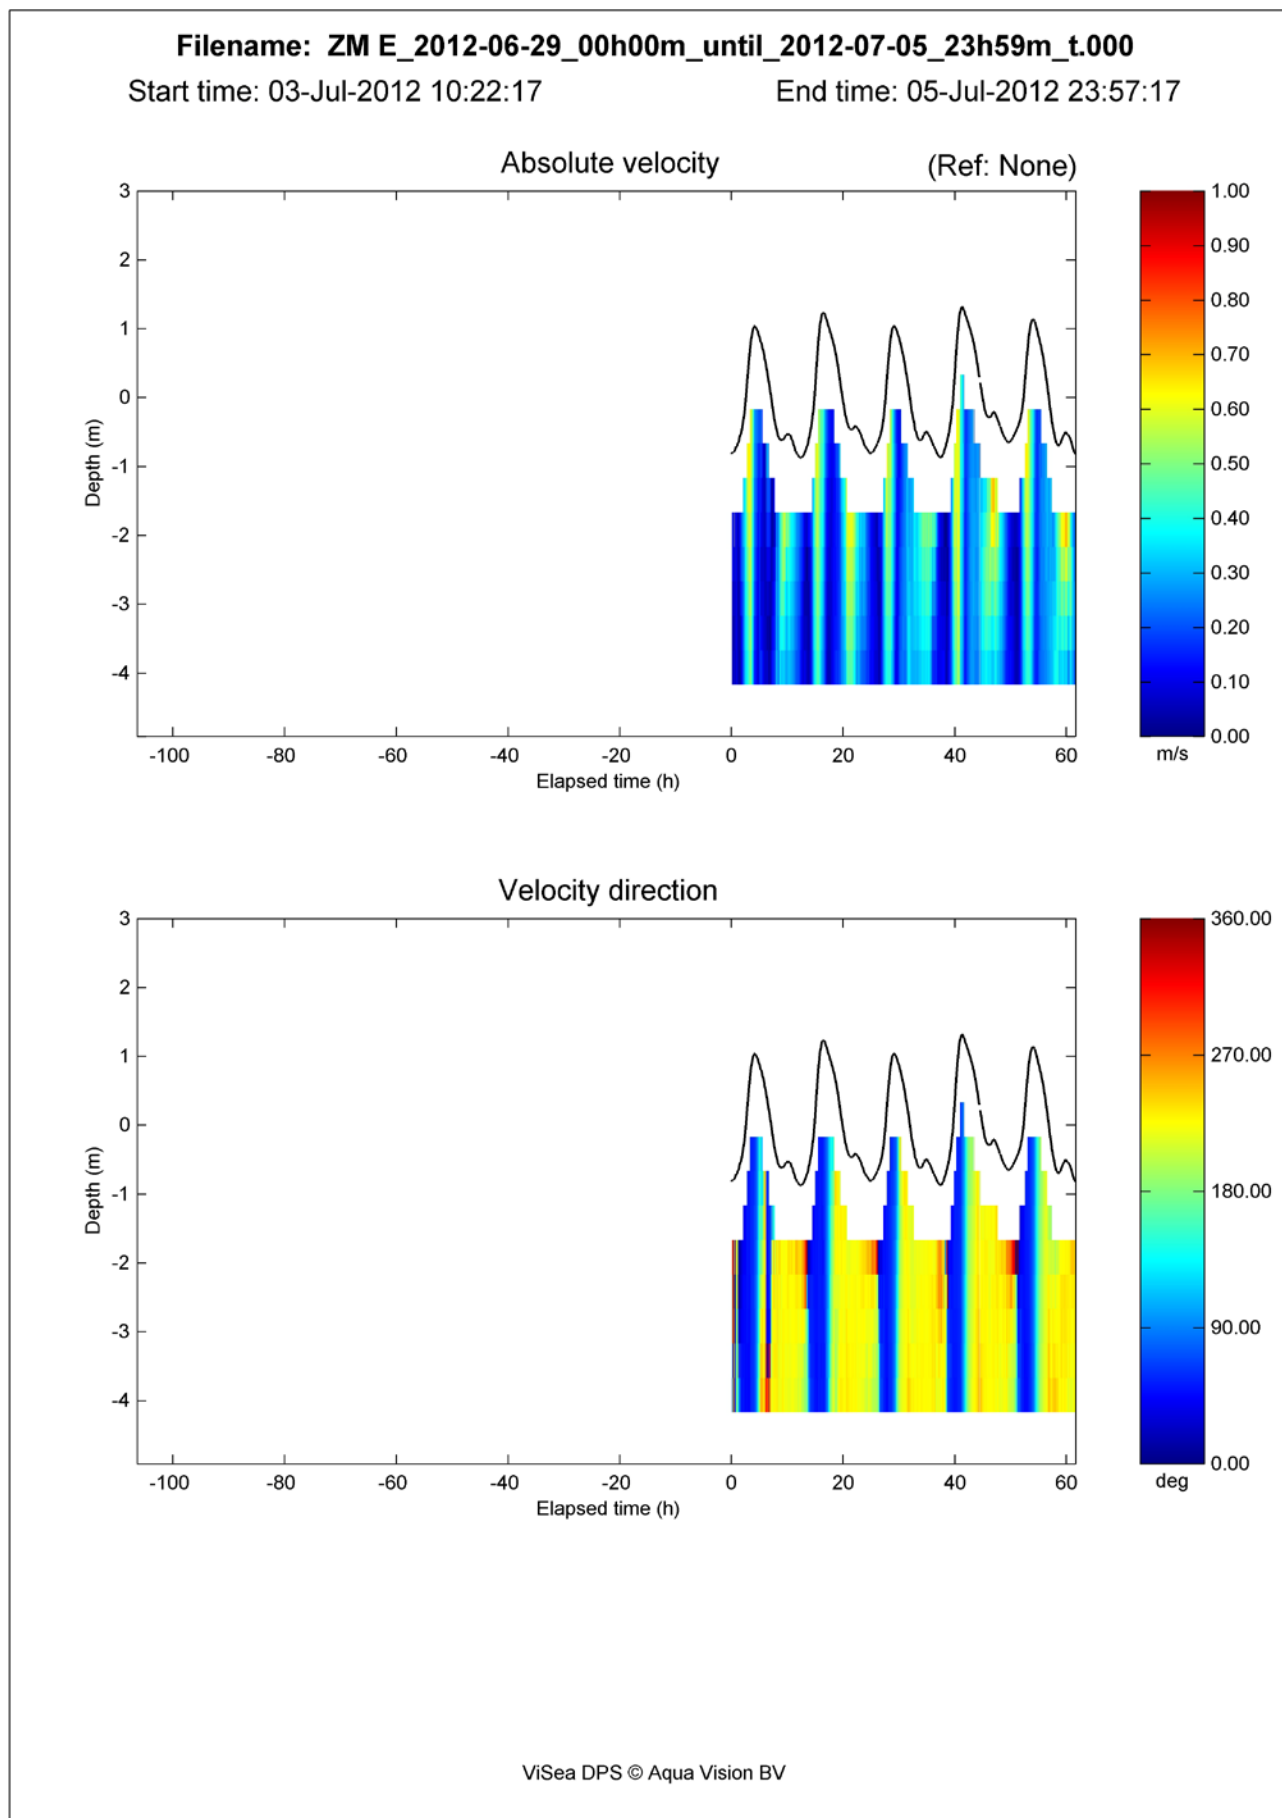 Filename: ZM E_2012-06-29_00h00m_until_2012-07-05_23h59m_t.000
Start time: 03-Jul-2012 10:22:17 End time: 05-Jul-2012 23:57:17
Absolute velocity (Ref: None)
3
2
1
0
-1
-2
-3
-4
Depth (m)
-100 -80 -60 -40 -20 0 20 40 60
Elapsed time (h)
1.00
0.90
0.80
0.70
0.60
0.50
0.40
0.30
0.20
0.10
0.00
m/s
Velocity direction
3
2
1
0
-1
-2
-3
-4
Depth (m)
-100 -80 -60 -40 -20 0 20 40 60
Elapsed time (h)
360.00
270.00
180.00
90.00
0.00
deg
ViSea DPS © Aqua Vision BV